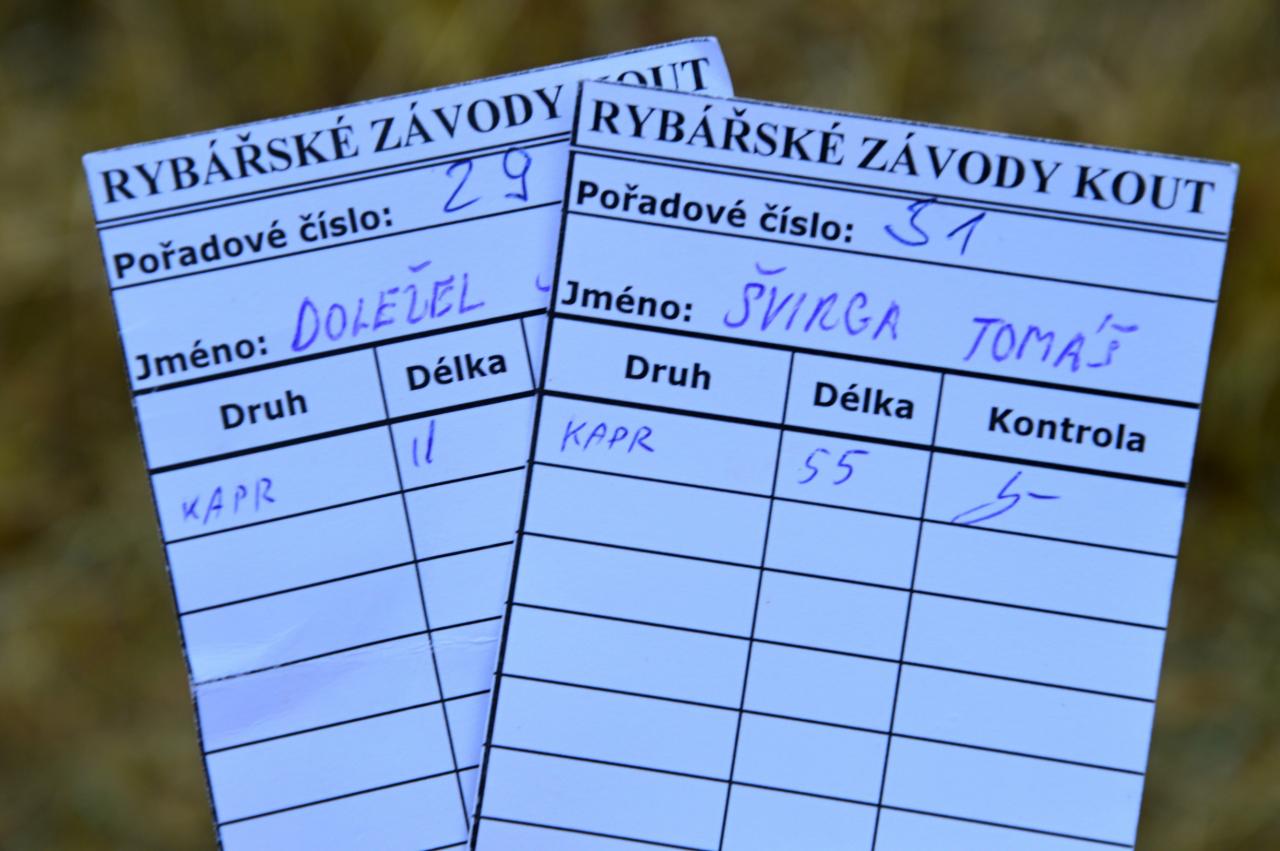 RYBÁŘSKÉ ZÁVODY KOUT
Pořadové číslo: 29
Jméno: DOLEŽEL
Druh Délka
KAPR 11
RYBÁŘSKÉ ZÁVODY KOUT
Pořadové číslo: 31
Jméno: ŠVIRGA TOMÁŠ
Druh Délka Kontrola
KAPR 55